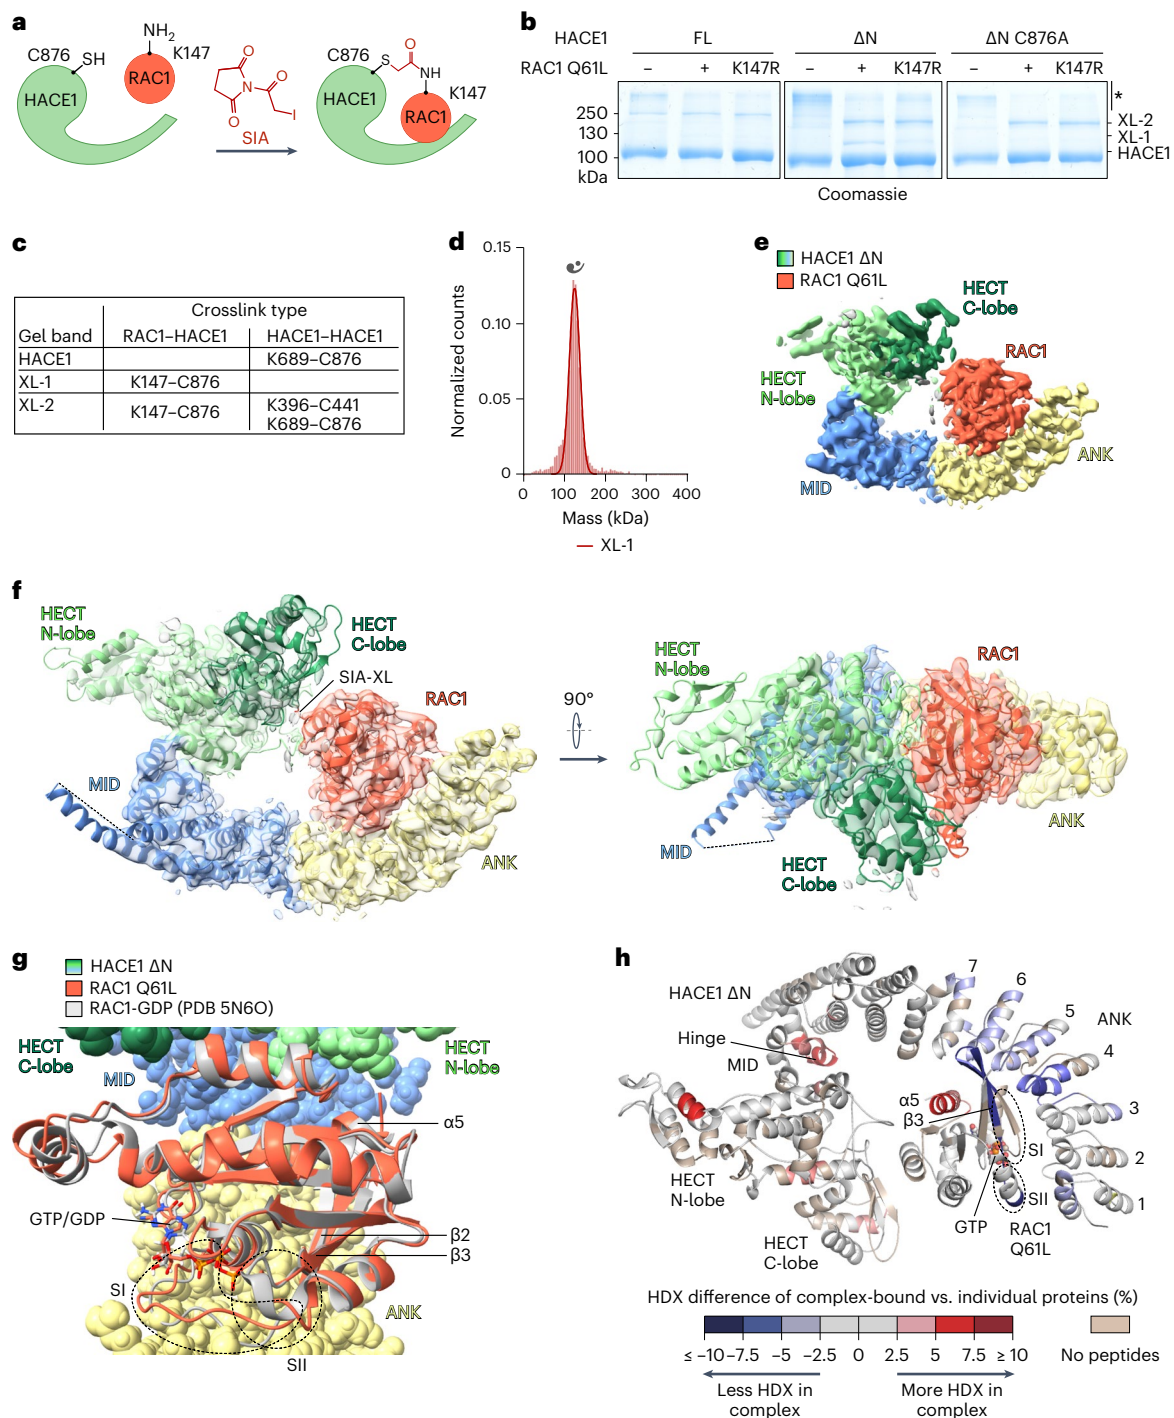 a
C876
SH
NH2
K147
RAC1
HACE1
SIA
O
O
N
O
I
C876
S
O
NH
K147
HACE1
RAC1
b
HACE1 FL ΔN ΔN C876A
RAC1 Q61L – + K147R – + K147R – + K147R
250
130
100
kDa
*
XL-2
XL-1
HACE1
Coomassie
c
Crosslink type
Gel band RAC1–HACE1 HACE1–HACE1
HACE1 K689–C876
XL-1 K147–C876
XL-2 K147–C876 K396–C441
K689–C876
d
Normalized counts
0.15
0.10
0.05
0
0 100 200 300 400
Mass (kDa)
XL-1
e
HACE1 ΔN
RAC1 Q61L
HECT
C-lobe
RAC1
HECT
N-lobe
ANK
MID
f
HECT
N-lobe
HECT
C-lobe
SIA-XL
RAC1
MID
ANK
90°
HECT
N-lobe
RAC1
MID
ANK
HECT
C-lobe
g
HACE1 ΔN
RAC1 Q61L
RAC1-GDP (PDB 5N6O)
HECT
C-lobe
MID
HECT
N-lobe
α5
GTP/GDP
β2
β3
SI
ANK
SII
h
HACE1 ΔN
7
6
5
ANK
4
Hinge
MID
α5
β3
3
SI
2
HECT
N-lobe
SII
1
GTP
RAC1
Q61L
HECT
C-lobe
HDX difference of complex-bound vs. individual proteins (%)
≤ –10 –7.5 –5 –2.5 0 2.5 5 7.5 ≥ 10
No peptides
Less HDX in
complex
More HDX in
complex